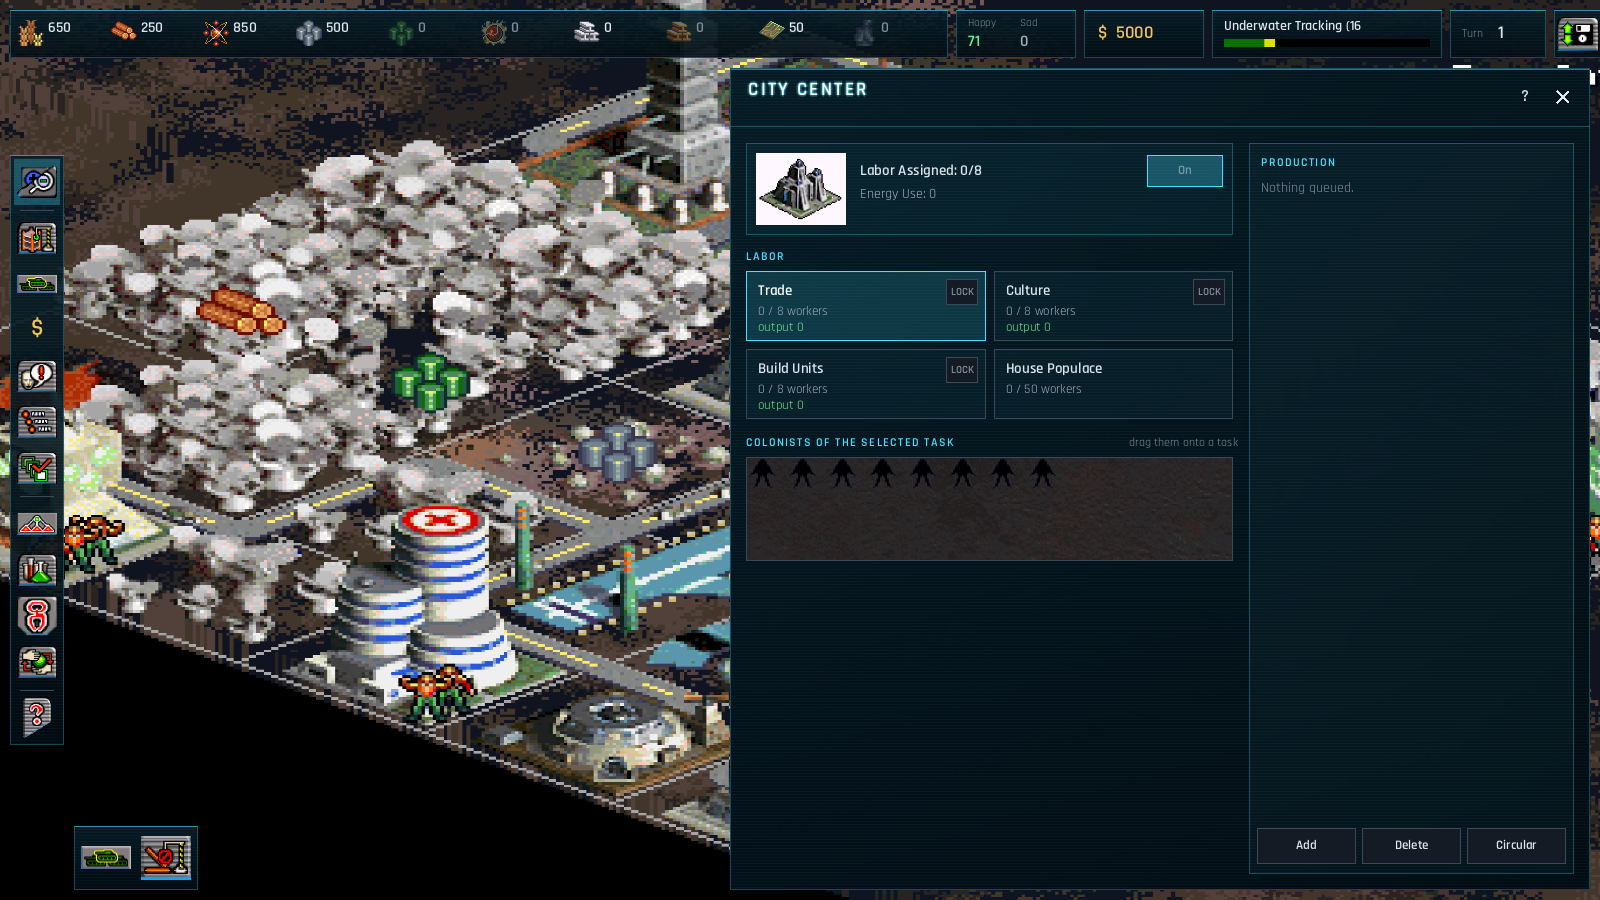 650 250 850 500 0 0 0 0 50 0
Happy Sad
71 0
$ 5000
Underwater Tracking (16
Turn 1
CITY CENTER
?
Labor Assigned: 0/8
Energy Use: 0
On
LABOR
Trade
LOCK
0 / 8 workers
output 0
Culture
LOCK
0 / 8 workers
output 0
Build Units
LOCK
0 / 8 workers
output 0
House Populace
0 / 50 workers
COLONISTS OF THE SELECTED TASK
drag them onto a task
PRODUCTION
Nothing queued.
Add
Delete
Circular
$